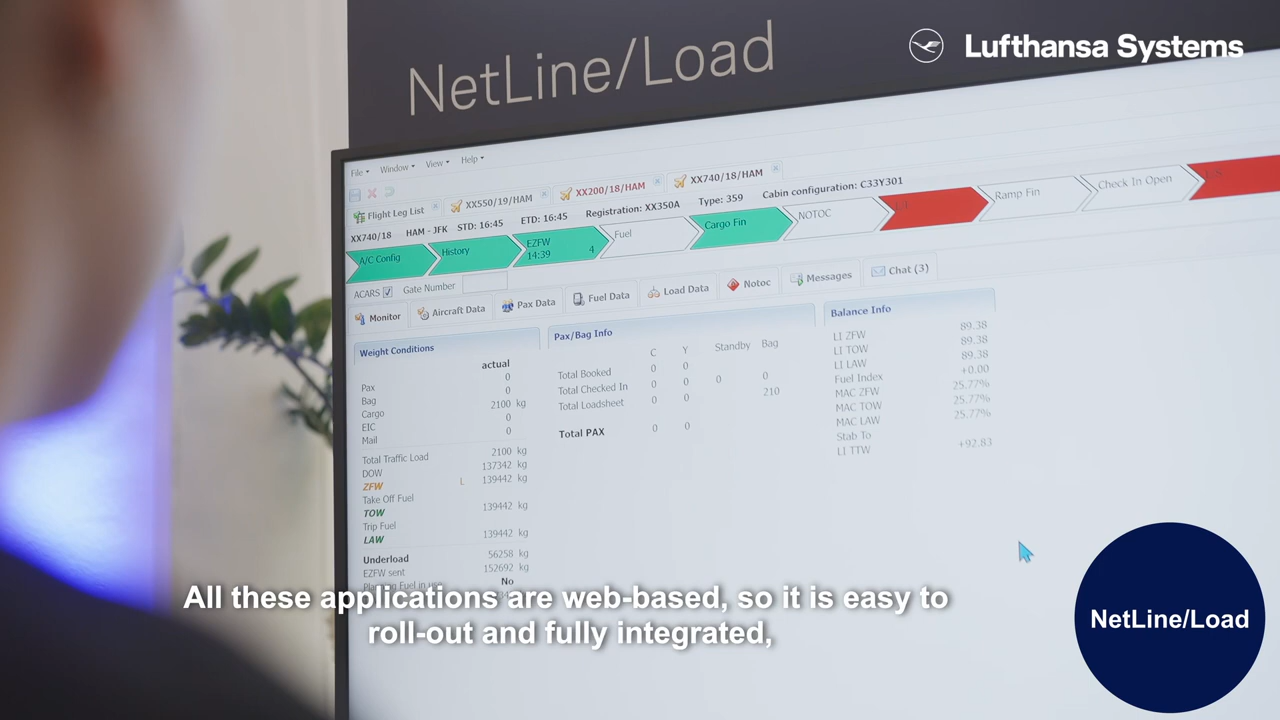 NetLine/Load
Lufthansa Systems
File Window View Help
Flight Leg List XX550/19/HAM XX200/18/HAM XX740/18/HAM
XX740/18 HAM - JFK STD: 16:45 ETD: 16:45 Registration: XX350A Type: 359 Cabin configuration: C33Y301
A/C Config History EZFW 14:39 4 Fuel Cargo Fin NOTOC Ramp Fin Check In Open
ACARS Gate Number
Monitor Aircraft Data Pax Data Fuel Data Load Data Notoc Messages Chat (3)
Weight Conditions
actual
Pax 0
Bag 0
Cargo 2100 kg
EIC 0
Mail 0
Total Traffic Load 2100 kg
DOW 137342 kg
ZFW L 139442 kg
Take Off Fuel
TOW 139442 kg
Trip Fuel
LAW 139442 kg
Underload 56258 kg
EZFW sent 152692 kg
No
Pax/Bag Info
C Y Standby Bag
Total Booked 0 0
Total Checked In 0 0 0 0
Total Loadsheet 0 0 210
Total PAX 0 0
Balance Info
LI ZFW 89.38
LI TOW 89.38
LI LAW 89.38
Fuel Index +0.00
MAC ZFW 25.77%
MAC TOW 25.77%
MAC LAW 25.77%
Stab To
LI TTW +92.83
All these applications are web-based, so it is easy to
roll-out and fully integrated,
NetLine/Load